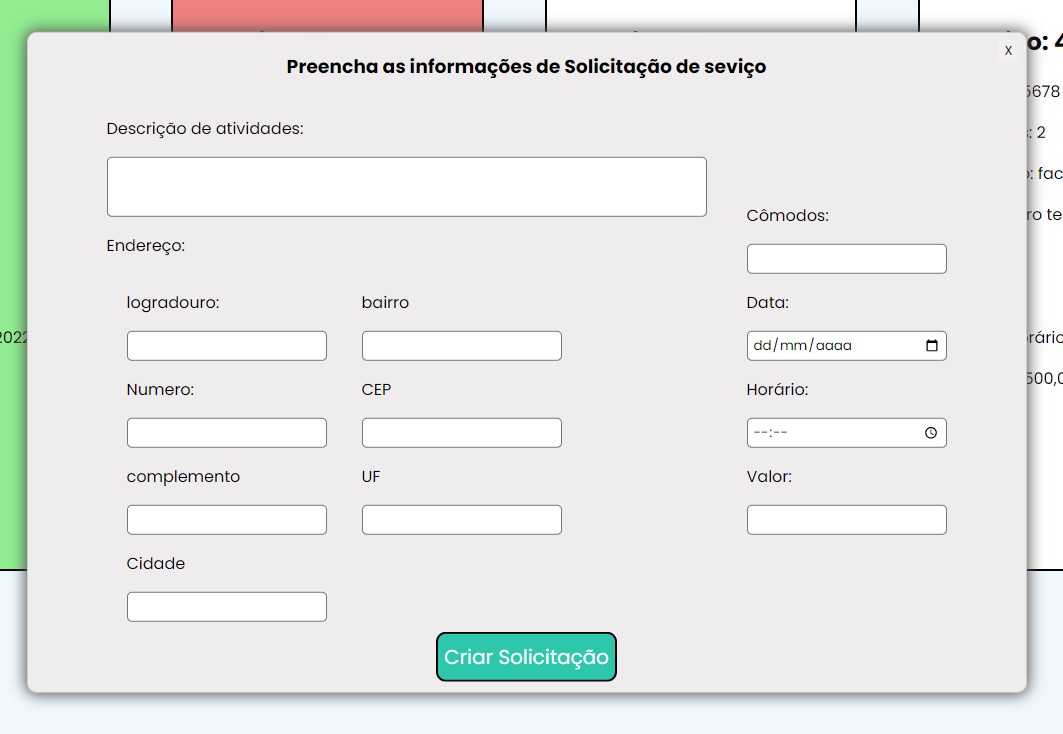 o: 4
X
Preencha as informações de Solicitação de seviço
5678
Descrição de atividades:
: 2
: fac
Cômodos:
ro te
Endereço:
logradouro:
bairro
Data:
2022
dd/mm/aaaa
rário
Numero:
CEP
Horário:
500,0
--:--
complemento
UF
Valor:
Cidade
Criar Solicitação